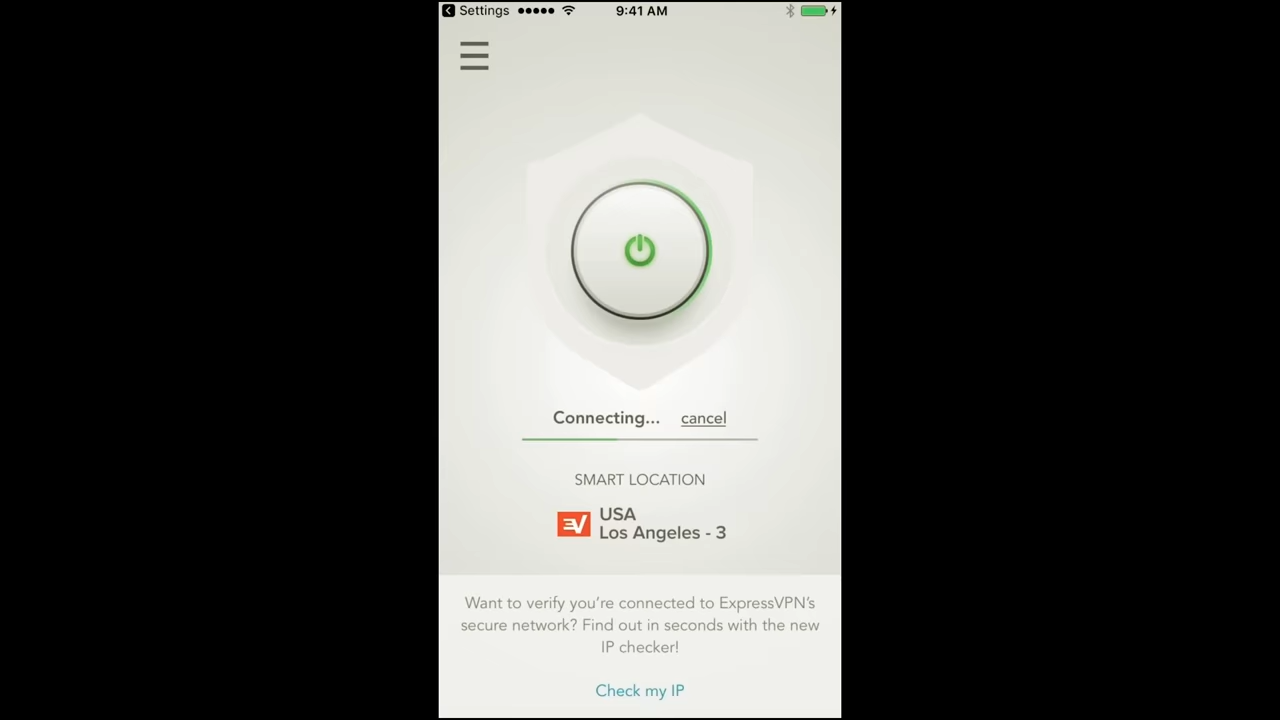 Settings 9:41 AM
Connecting... cancel
SMART LOCATION
USA
Los Angeles - 3
Want to verify you’re connected to ExpressVPN’s
secure network? Find out in seconds with the new
IP checker!
Check my IP